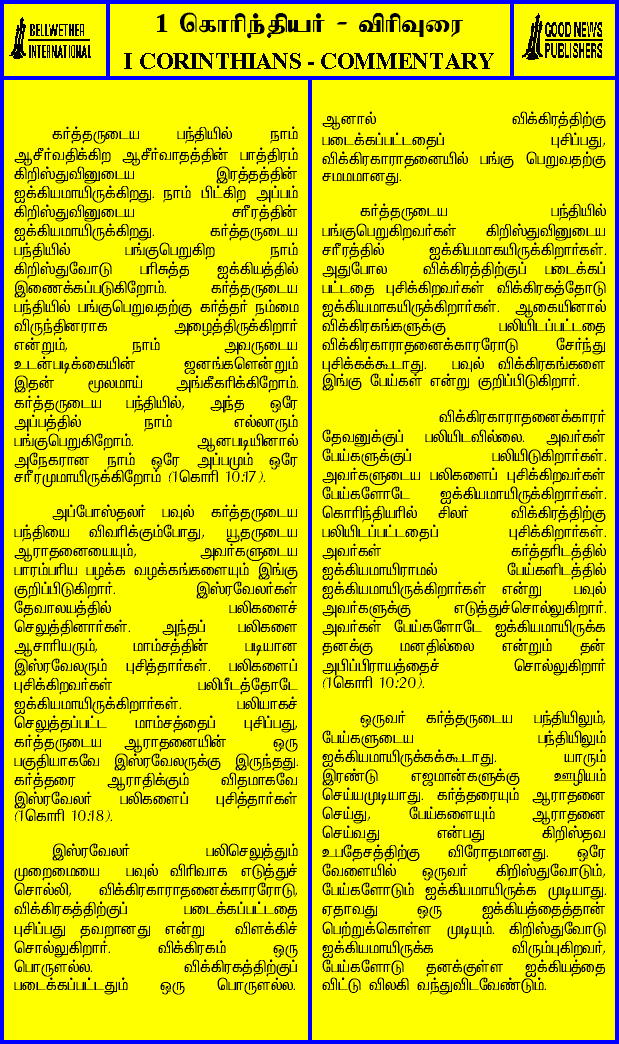 BELLWETHER
INTERNATIONAL
1 கொரிந்தியர் - விரிவுரை
I CORINTHIANS - COMMENTARY
GOOD NEWS
PUBLISHERS
கர்த்தருடைய பந்தியில் நாம்
ஆசீர்வதிக்கிற ஆசீர்வாதத்தின் பாத்திரம்
கிறிஸ்துவினுடைய இரத்தத்தின்
ஐக்கியமாயிருக்கிறது. நாம் பிட்கிற அப்பம்
கிறிஸ்துவினுடைய சரீரத்தின்
ஐக்கியமாயிருக்கிறது. கர்த்தருடைய
பந்தியில் பங்குபெறுகிற நாம்
கிறிஸ்துவோடு பரிசுத்த ஐக்கியத்தில்
இணைக்கப்படுகிறோம். கர்த்தருடைய
பந்தியில் பங்குபெறுவதற்கு கர்த்தர் நம்மை
விருந்தினராக அழைத்திருக்கிறார்
என்றும், நாம் அவருடைய
உடன்படிக்கையின் ஜனங்களென்றும்
இதன் மூலமாய் அங்கீகரிக்கிறோம்.
கர்த்தருடைய பந்தியில், அந்த ஒரே
அப்பத்தில் நாம் எல்லாரும்
பங்குபெறுகிறோம். ஆனபடியினால்
அநேகரான நாம் ஒரே அப்பமும் ஒரே
சரீரமுமாயிருக்கிறோம் (1கொரி 10:17).
அப்போஸ்தலர் பவுல் கர்த்தருடைய
பந்தியை விவரிக்கும்போது, யூதருடைய
ஆராதனையையும், அவர்களுடைய
பாரம்பரிய பழக்க வழக்கங்களையும் இங்கு
குறிப்பிடுகிறார். இஸ்ரவேலர்கள்
தேவாலயத்தில் பலிகளைச்
செலுத்தினார்கள். அந்தப் பலிகளை
ஆசாரியரும், மாம்சத்தின் படியான
இஸ்ரவேலரும் புசித்தார்கள். பலிகளைப்
புசிக்கிறவர்கள் பலிபீடத்தோடே
ஐக்கியமாயிருக்கிறார்கள். பலியாகச்
செலுத்தப்பட்ட மாம்சத்தைப் புசிப்பது,
கர்த்தருடைய ஆராதனையின் ஒரு
பகுதியாகவே இஸ்ரவேலருக்கு இருந்தது.
கர்த்தரை ஆராதிக்கும் விதமாகவே
இஸ்ரவேலர் பலிகளைப் புசித்தார்கள்
(1கொரி 10:18).
இஸ்ரவேலர் பலிசெலுத்தும்
முறைமையை பவுல் விரிவாக எடுத்துச்
சொல்லி, விக்கிரகாராதனைக்காரரோடு,
விக்கிரகத்திற்குப் படைக்கப்பட்டதை
புசிப்பது தவறானது என்று விளக்கிச்
சொல்லுகிறார். விக்கிரகம் ஒரு
பொருளல்ல. விக்கிரகத்திற்குப்
படைக்கப்பட்டதும் ஒரு பொருளல்ல.
ஆனால் விக்கிரத்திற்கு
படைக்கப்பட்டதைப் புசிப்பது,
விக்கிரகாராதனையில் பங்கு பெறுவதற்கு
சமமமானது.
கர்த்தருடைய பந்தியில்
பங்குபெறுகிறவர்கள் கிறிஸ்துவினுடைய
சரீரத்தில் ஐக்கியமாகயிருக்கிறார்கள்.
அதுபோல விக்கிரத்திற்குப் படைக்கப்
பட்டதை புசிக்கிறவர்கள் விக்கிரகத்தோடு
ஐக்கியமாகயிருக்கிறார்கள். ஆகையினால்
விக்கிரகங்களுக்கு பலியிடப்பட்டதை
விக்கிரகாராதனைக்காரரோடு சேர்ந்து
புசிக்கக்கூடாது. பவுல் விக்கிரகங்களை
இங்கு பேய்கள் என்று குறிப்பிடுகிறார்.
விக்கிரகாராதனைக்காரர்
தேவனுக்குப் பலியிடவில்லை. அவர்கள்
பேய்களுக்குப் பலியிடுகிறார்கள்.
அவர்களுடைய பலிகளைப் புசிக்கிறவர்கள்
பேய்களோடே ஐக்கியமாயிருக்கிறார்கள்.
கொரிந்தியரில் சிலர் விக்கிரத்திற்கு
பலியிடப்பட்டதைப் புசிக்கிறார்கள்.
அவர்கள் கர்த்தரிடத்தில்
ஐக்கியமாயிராமல் பேய்களிடத்தில்
ஐக்கியமாயிருக்கிறார்கள் என்று பவுல்
அவர்களுக்கு எடுத்துச்சொல்லுகிறார்.
அவர்கள் பேய்களோடே ஐக்கியமாயிருக்க
தனக்கு மனதில்லை என்றும் தன்
அபிப்பிராயத்தைச் சொல்லுகிறார்
(1கொரி 10:20).
ஒருவர் கர்த்தருடைய பந்தியிலும்,
பேய்களுடைய பந்தியிலும்
ஐக்கியமாயிருக்கக்கூடாது. யாரும்
இரண்டு எஜமான்களுக்கு ஊழியம்
செய்யமுடியாது. கர்த்தரையும் ஆராதனை
செய்து, பேய்களையும் ஆராதனை
செய்வது என்பது கிறிஸ்தவ
உபதேசத்திற்கு விரோதமானது. ஒரே
வேளையில் ஒருவர் கிறிஸ்துவோடும்,
பேய்களோடும் ஐக்கியமாயிருக்க முடியாது.
ஏதாவது ஒரு ஐக்கியத்தைத்தான்
பெற்றுக்கொள்ள முடியும். கிறிஸ்துவோடு
ஐக்கியமாயிருக்க விரும்புகிறவர்,
பேய்களோடு தனக்குள்ள ஐக்கியத்தை
விட்டு விலகி வந்துவிடவேண்டும்.